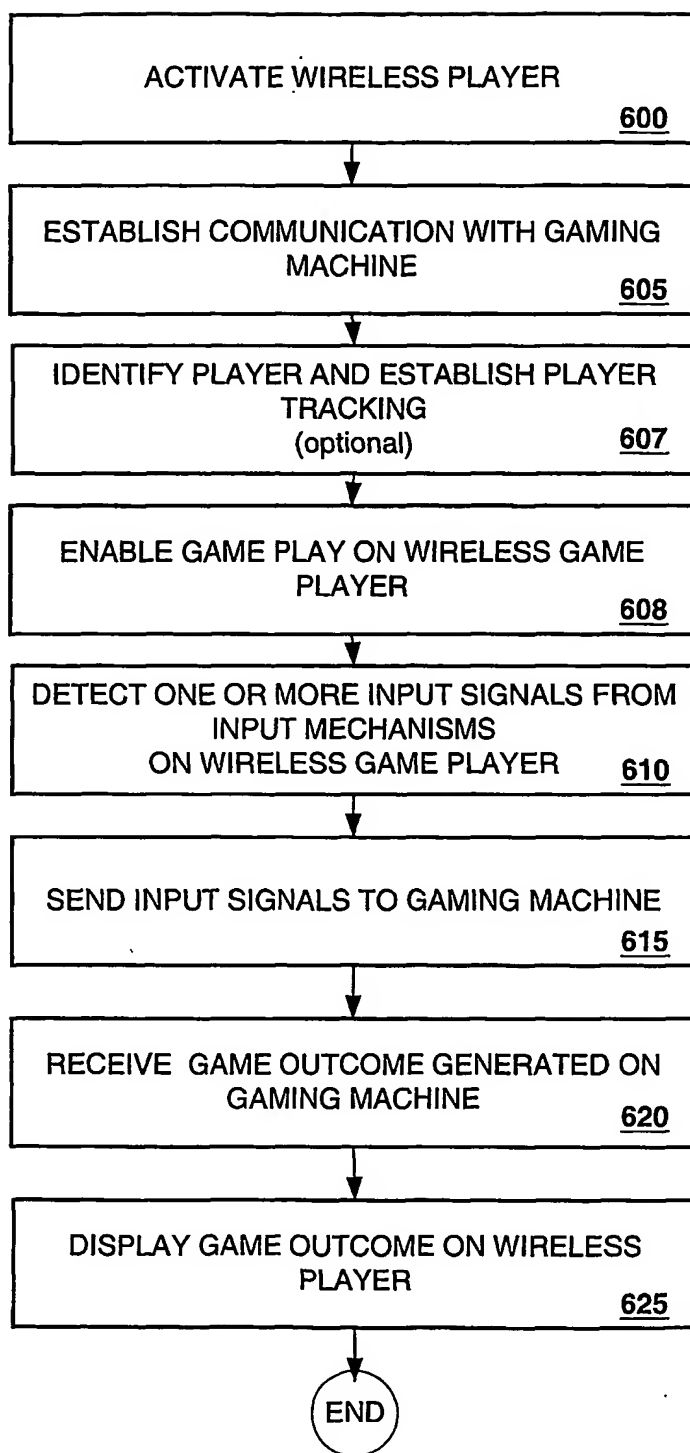 ACTIVATE WIRELESS PLAYER
600
ESTABLISH COMMUNICATION WITH GAMING
MACHINE
605
IDENTIFY PLAYER AND ESTABLISH PLAYER
TRACKING
(optional)
607
ENABLE GAME PLAY ON WIRELESS GAME
PLAYER
608
DETECT ONE OR MORE INPUT SIGNALS FROM
INPUT MECHANISMS
ON WIRELESS GAME PLAYER
610
SEND INPUT SIGNALS TO GAMING MACHINE
615
RECEIVE GAME OUTCOME GENERATED ON
GAMING MACHINE
620
DISPLAY GAME OUTCOME ON WIRELESS
PLAYER
625
END